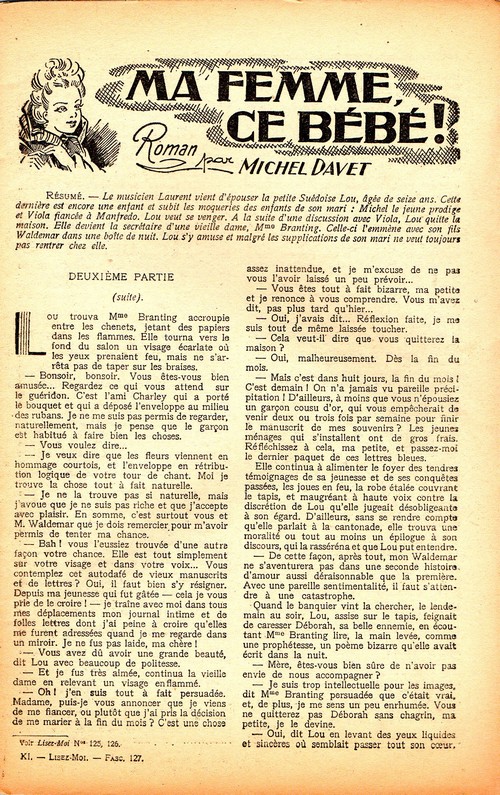 MA FEMME,
CE BÉBÉ!
Roman
par
MICHEL DAVET
RÉSUMÉ. — Le musicien Laurent vient d'épouser la petite Suédoise Lou, âgée de seize ans. Cette
dernière est encore une enfant et subit les moqueries des enfants de son mari : Michel le jeune prodige
et Viola fiancée à Manfredo. Lou veut se venger. A la suite d'une discussion avec Viola, Lou quitte la
maison. Elle devient la secrétaire d'une vieille dame, Mme Branting. Celle-ci l'emmène avec son fils
Waldemar dans une boîte de nuit. Lou s'y amuse et malgré les supplications de son mari ne veut toujours
pas rentrer chez elle.
DEUXIÈME PARTIE
(suite).
Lou trouva Mme Branting accroupie
entre les chenets, jetant des papiers
dans les flammes. Elle tourna vers le
fond du salon un visage écarlate où
les yeux prenaient feu, mais ne s'ar-
rêta pas de taper sur les braises.
— Bonsoir, bonsoir. Vous êtes-vous bien
amusée... Regardez ce qui vous attend sur
le guéridon. C'est l'ami Charley qui a porté
le bouquet et qui a déposé l'enveloppe au milieu
des rubans. Je ne me suis pas permis de regarder,
naturellement, mais je pense que le garçon
est habitué à faire bien les choses.
— Vous voulez dire...
— Je veux dire que les fleurs viennent en
hommage courtois, et l'enveloppe en rétribu-
tion logique de votre tour de chant. Moi je
trouve la chose tout à fait naturelle.
— Je ne la trouve pas si naturelle, mais
j'avoue que je ne suis pas riche et que j'accepte
avec plaisir. En somme, c'est surtout vous et
M. Waldemar que je dois remercier pour m'avoir
permis de tenter ma chance.
— Bah ! vous l'eussiez trouvée d'une autre
façon votre chance. Elle est tout simplement
sur votre visage et dans votre voix... Vous
contemplez cet autodafé de vieux manuscrits
et de lettres ? Oui, il faut bien s'y résigner.
Depuis ma jeunesse qui fut gâtée — cela je vous
prie de le croire ! — je traîne avec moi dans tous
mes déplacements mon journal intime et de
folles lettres dont j'ai peine à croire qu'elles
me furent adressées quand je me regarde dans
un miroir. Je ne fus pas laide, ma chère !
— Vous avez dû avoir une grande beauté,
dit Lou avec beaucoup de politesse.
— Et je fus très aimée, continua la vieille
dame en relevant un visage enflammé.
— Oh ! j'en suis tout à fait persuadée.
Madame, puis-je vous annoncer que je viens
de me fiancer, ou plutôt que j'ai pris la décision
de me marier à la fin du mois ? C'est une chose
Voir Lisez-Moi Nos 125, 126.
XI. — LISEZ-MOI. — FASC. 127.
assez inattendue, et je m'excuse de ne pas
vous l'avoir laissé un peu prévoir...
— Vous êtes tout à fait bizarre, ma petite
et je renonce à vous comprendre. Vous m'avez
dit, pas plus tard qu'hier...
— Oui, j'avais dit... Réflexion faite, je me
suis tout de même laissée toucher.
— Cela veut-il dire que vous quitterez la
maison ?
— Oui, malheureusement. Dès la fin du
mois.
— Mais c'est dans huit jours, la fin du mois !
C'est demain ! On n'a jamais vu pareille préci-
pitation ! D'ailleurs, à moins que vous n'épousiez
un garçon cousu d'or, qui vous empêcherait de
venir deux ou trois fois par semaine pour finir
le manuscrit de mes souvenirs ? Les jeunes
ménages qui s'installent ont de gros frais.
Réfléchissez à cela, ma petite, et passez-moi
le dernier paquet de ces lettres bleues.
Elle continua à alimenter le foyer des tendres
témoignages de sa jeunesse et de ses conquêtes
passées, les joues en feu, la robe étalée couvrant
le tapis, et maugréant à haute voix contre la
discrétion de Lou qu'elle jugeait désobligeante
à son égard. D'ailleurs, sans se rendre compte
qu'elle parlait à la cantonade, elle trouva une
moralité ou tout au moins un épilogue à son
discours, qui la rasséréna et que Lou put entendre.
— De cette façon, après tout, mon Waldemar
ne s'aventurera pas dans une seconde histoire
d'amour aussi déraisonnable que la première.
Avec une pareille sentimentalité, il faut s'atten-
dre à une catastrophe.
Quand le banquier vint la chercher, le lende-
main au soir, Lou, assise sur le tapis, feignait
de caresser Déborah, sa belle ennemie, en écou-
tant Mme Branting lire, la main levée, comme
une prophétesse, un poème bizarre qu'elle avait
écrit dans la nuit.
— Mère, êtes-vous bien sûre de n'avoir pas
envie de nous accompagner ?
— Je suis trop intellectuelle pour les images,
dit Mme Branting persuadée que c'était vrai,
et, de plus, je me sens un peu enrhumée. Vous
ne quitterez pas Déborah sans chagrin, ma
petite, je le devine.
— Oui, dit Lou en levant des yeux liquides
et sincères où semblait passer tout son cœur.